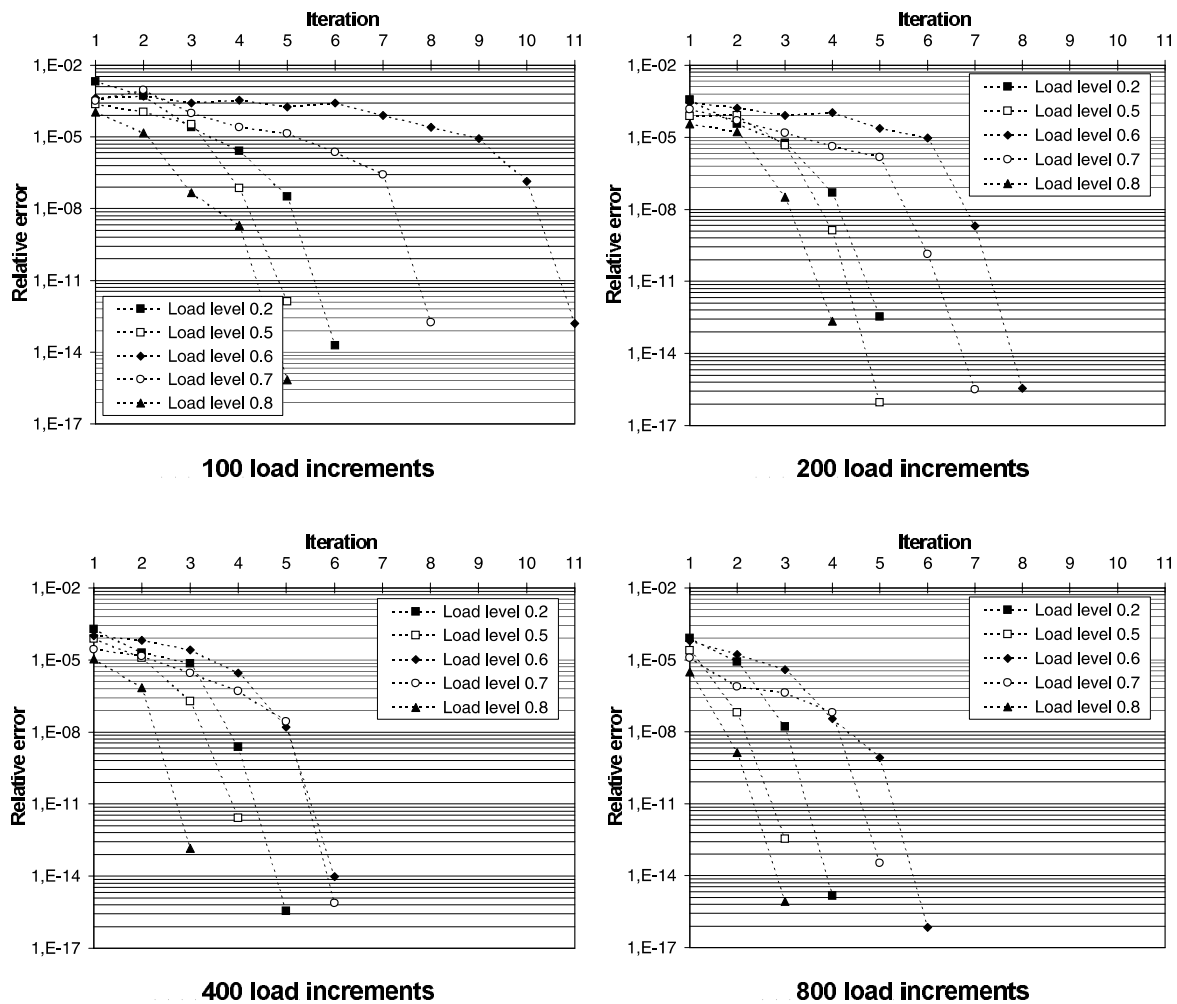 Iteration
1 2 3 4 5 6 7 8 9 10 11
1,E-02
1,E-05
1,E-08
1,E-11
1,E-14
1,E-17
Relative error
Load level 0.2
Load level 0.5
Load level 0.6
Load level 0.7
Load level 0.8
100 load increments
Iteration
1 2 3 4 5 6 7 8 9 10 11
1,E-02
1,E-05
1,E-08
1,E-11
1,E-14
1,E-17
Relative error
Load level 0.2
Load level 0.5
Load level 0.6
Load level 0.7
Load level 0.8
200 load increments
Iteration
1 2 3 4 5 6 7 8 9 10 11
1,E-02
1,E-05
1,E-08
1,E-11
1,E-14
1,E-17
Relative error
Load level 0.2
Load level 0.5
Load level 0.6
Load level 0.7
Load level 0.8
400 load increments
Iteration
1 2 3 4 5 6 7 8 9 10 11
1,E-02
1,E-05
1,E-08
1,E-11
1,E-14
1,E-17
Relative error
Load level 0.2
Load level 0.5
Load level 0.6
Load level 0.7
Load level 0.8
800 load increments